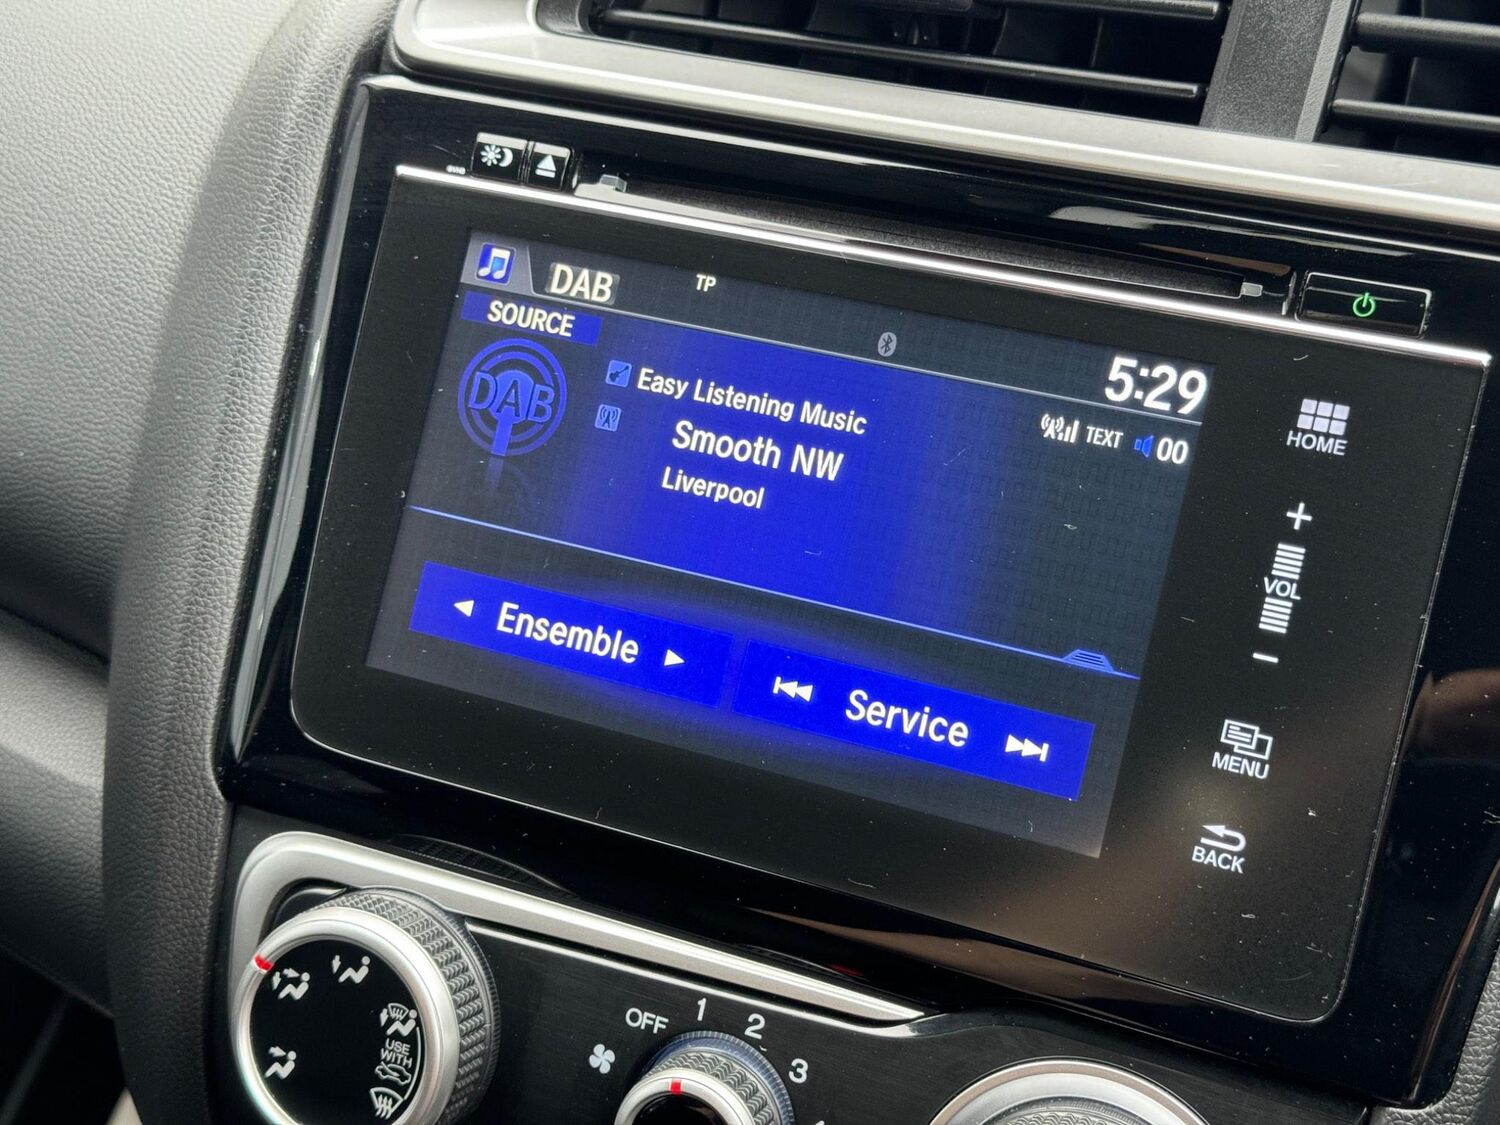 DAB
TP
SOURCE
DAB
5:29
Easy Listening Music
TEXT
00
Smooth NW
Liverpool
HOME
+
VOL
-
Ensemble
Service
MENU
BACK
OFF
1
2
3
USE
WITH